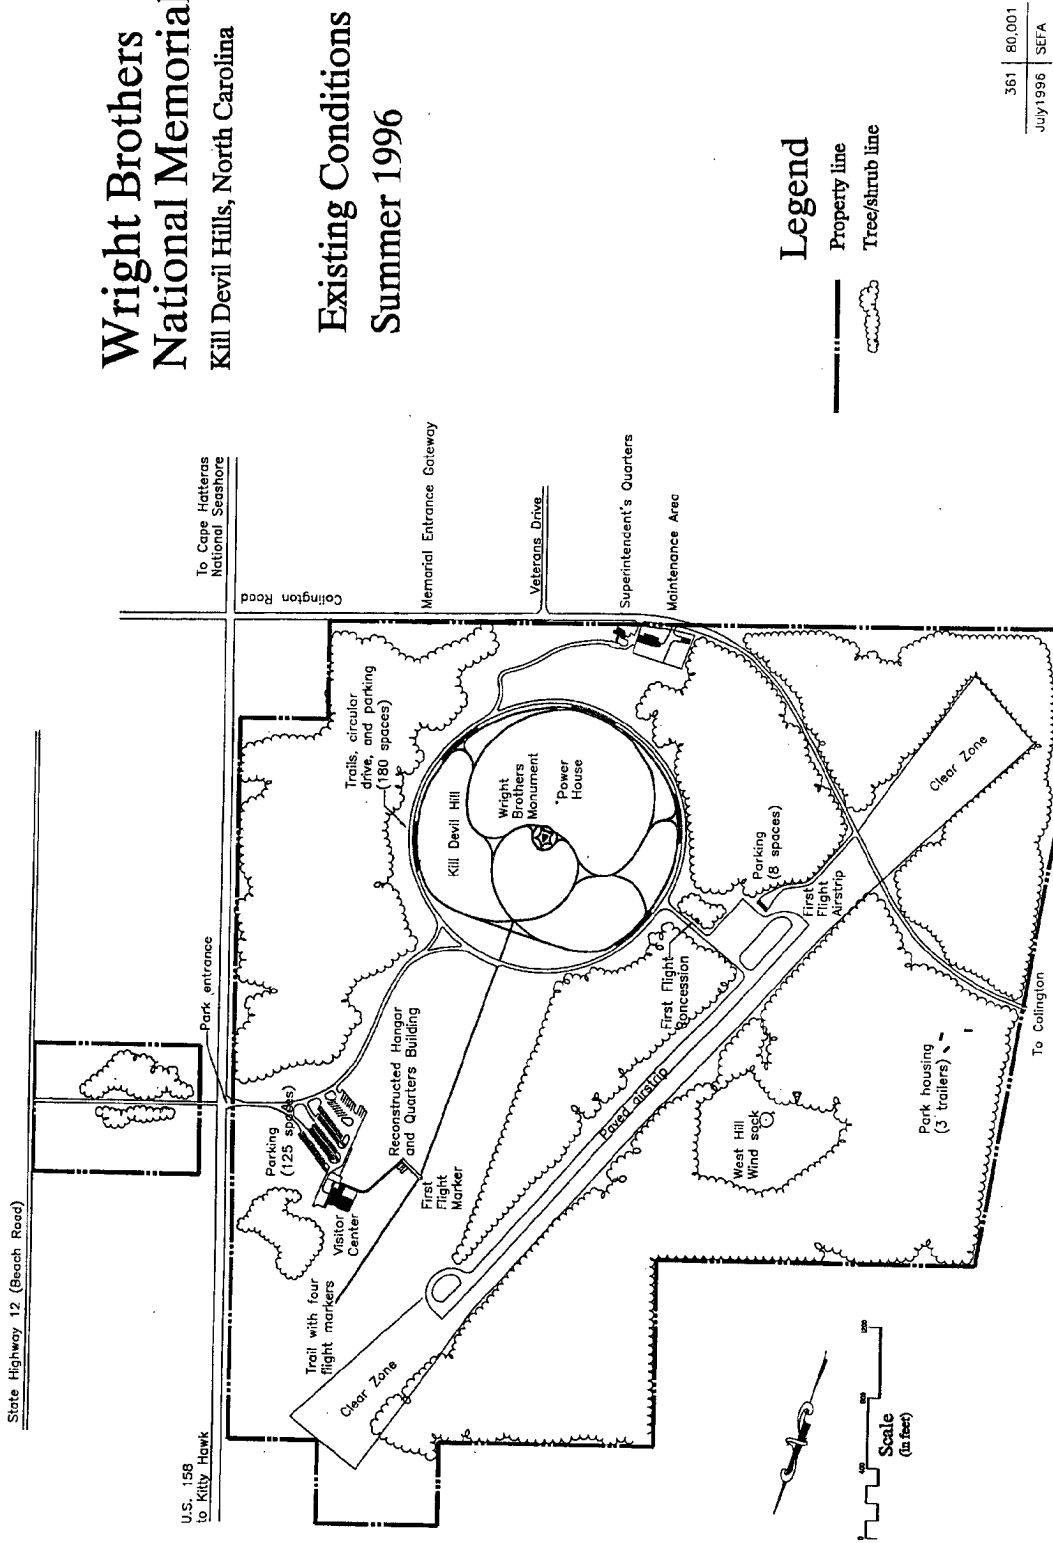 Wright Brothers
National Memorial
Kill Devil Hills, North Carolina
Existing Conditions
Summer 1996
Legend
Property line
Tree/shrub line
361 80,001
July1996 SEFA
State Highway 12 (Beach Road)
U.S. 158
to Kitty Hawk
To Cape Hatteras
National Seashore
Colington Road
Memorial Entrance Gateway
Veterans Drive
Superintendent's Quarters
Maintenance Area
Park entrance
Trails, circular
drive, and parking
(180 spaces)
Kill Devil Hill
Wright
Brothers
Monument
Power
House
Parking
(125 spaces)
Visitor
Center
Reconstructed Hangar
and Quarters Building
First
Flight
Marker
Trail with four
flight markers
Clear Zone
Paved airstrip
First Flight
Concession
Parking
(8 spaces)
First
Flight
Airstrip
Clear Zone
West Hill
Wind sock
Park housing
(3 trailers)
To Colington
0 400 800 1200
Scale
(in feet)